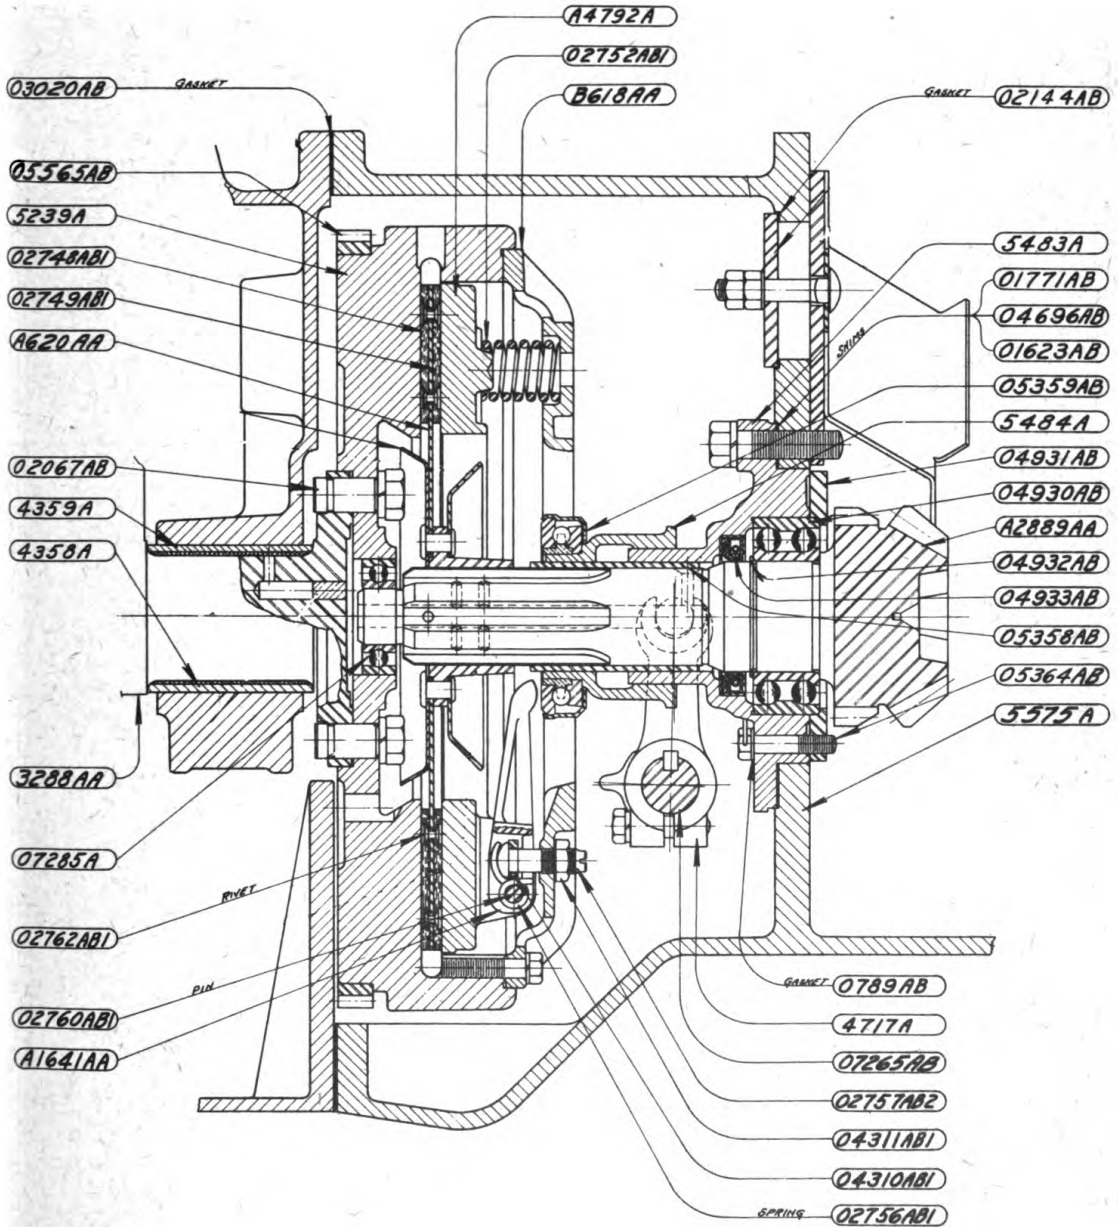 A4792A
02752AB1
B618AA
03020AB GASKET
05565AB
5239A
02748AB1
02749AB1
A620AA
02067AB
4359A
4358A
3288AA
07285A
RIVET
02762AB1
PIN
02760AB1
A1641AA
GASKET 02144AB
5483A
01771AB
04696AB
01623AB
SHIMS
05359AB
5484A
04931AB
04930AB
A2889AA
04932AB
04933AB
05358AB
05364AB
5575A
GASKET 0789AB
4717A
07265AB
02757AB2
04311AB1
04310AB1
SPRING 02756AB1